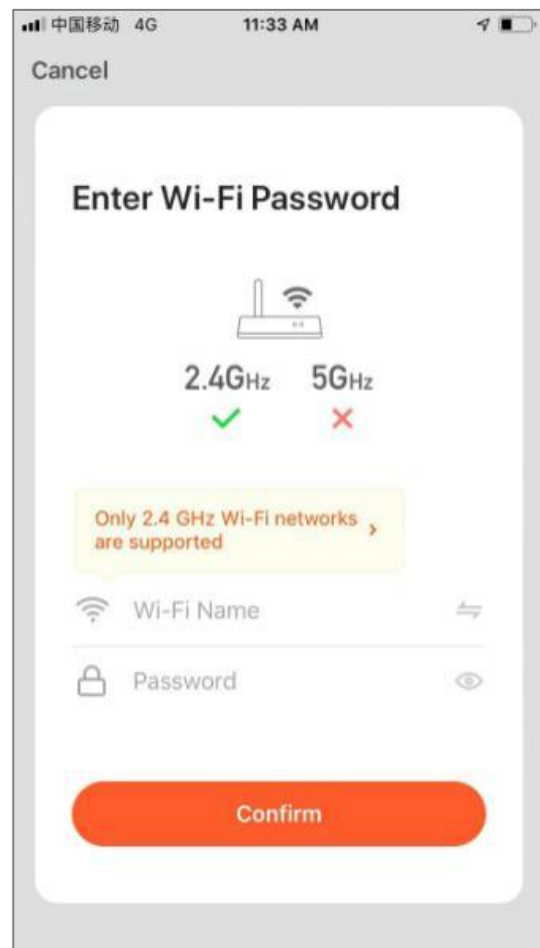 中国移动 4G 11:33 AM
Cancel
Enter Wi-Fi Password
2.4GHz 5GHz
Only 2.4 GHz Wi-Fi networks
are supported
Wi-Fi Name
Password
Confirm